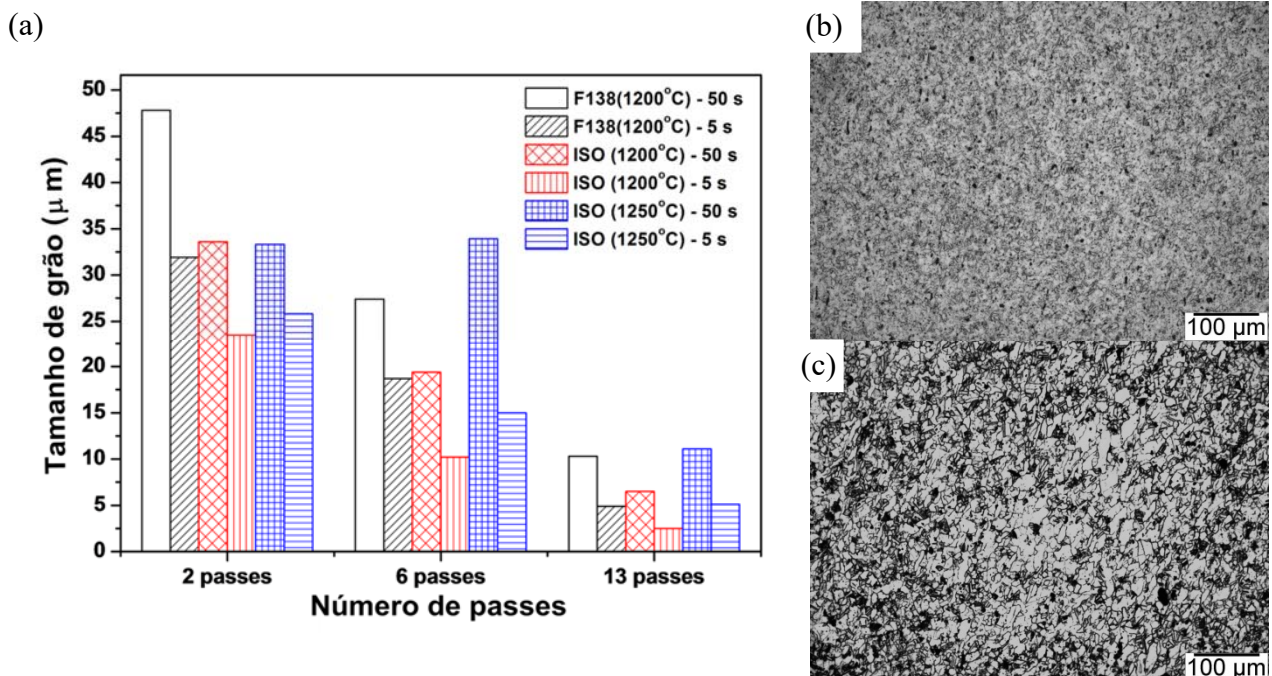 (a)
Tamanho de grão (μm)
50
45
40
35
30
25
20
15
10
5
0
F138(1200°C) - 50 s
F138(1200°C) - 5 s
ISO (1200°C) - 50 s
ISO (1200°C) - 5 s
ISO (1250°C) - 50 s
ISO (1250°C) - 5 s
2 passes
6 passes
13 passes
Número de passes
(b)
100 μm
(c)
100 μm